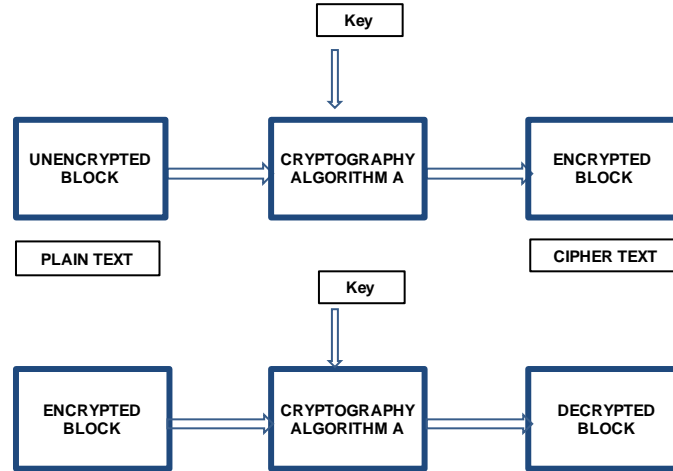 Key
UNENCRYPTED
BLOCK
CRYPTOGRAPHY
ALGORITHM A
ENCRYPTED
BLOCK
PLAIN TEXT
CIPHER TEXT
Key
ENCRYPTED
BLOCK
CRYPTOGRAPHY
ALGORITHM A
DECRYPTED
BLOCK